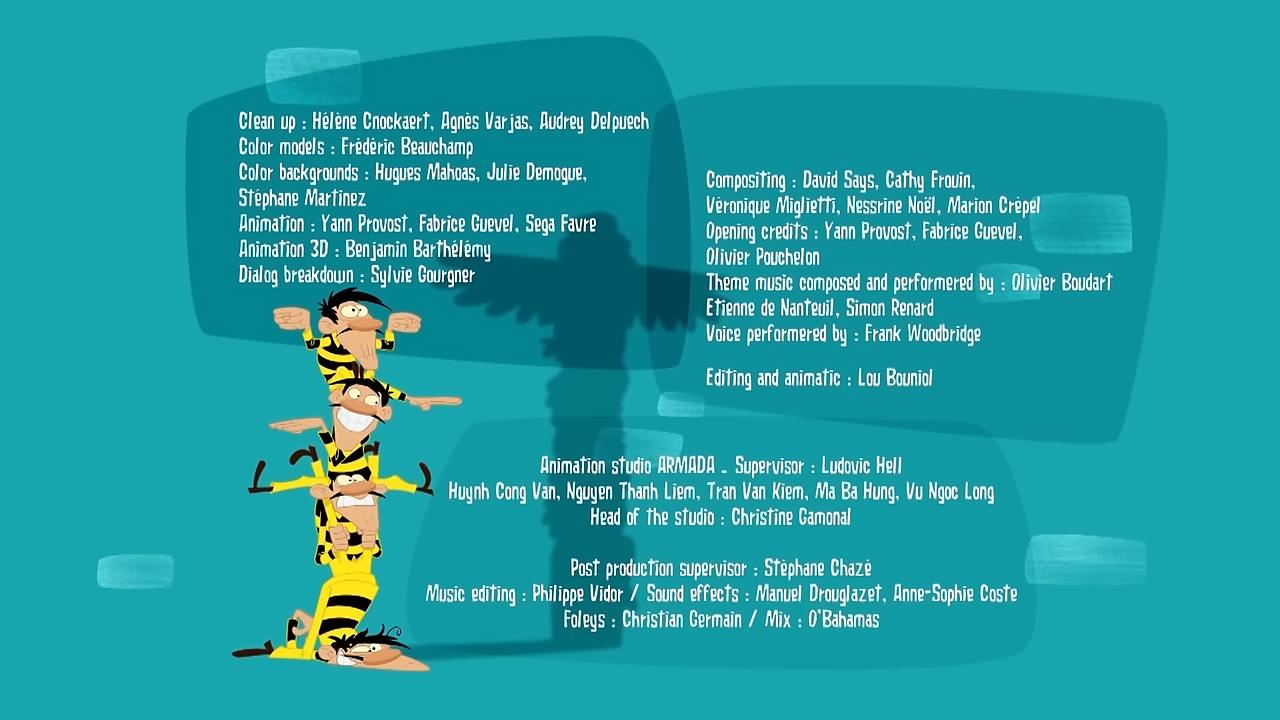 Clean up : Hélène Cnockaert, Agnès Varjas, Audrey Delpuech
Color models : Frédéric Beauchamp
Color backgrounds : Hugues Mahoas, Julie Demogue,
Stéphane Martinez
Animation : Yann Provost, Fabrice Guevel, Sega Favre
Animation 3D : Benjamin Barthélémy
Dialog breakdown : Sylvie Gourgner
Compositing : David Says, Cathy Frouin,
Véronique Miglietti, Nessrine Noël, Marion Crépel
Opening credits : Yann Provost, Fabrice Guevel,
Olivier Pouchelon
Theme music composed and performered by : Olivier Boudart
Etienne de Nanteuil, Simon Renard
Voice performered by : Frank Woodbridge
Editing and animatic : Lou Bouniol
Animation studio ARMADA - Supervisor : Ludovic Hell
Huynh Cong Van, Nguyen Thanh Liem, Tran Van Kiem, Ma Ba Hung, Vu Ngoc Long
Head of the studio : Christine Gamonal
Post production supervisor : Stéphane Chazé
Music editing : Philippe Vidor / Sound effects : Manuel Drouglazet, Anne-Sophie Coste
Foleys : Christian Germain / Mix : O'Bahamas